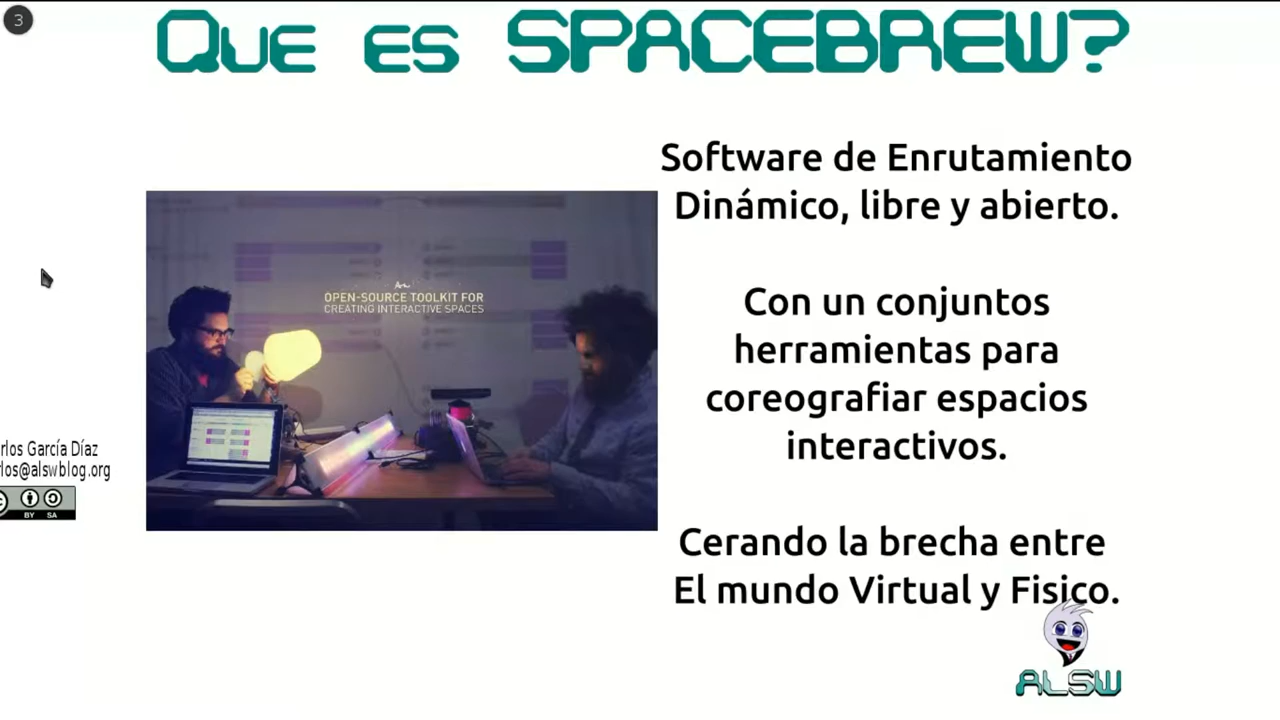 3
Que es SPACEBREW?
Software de Enrutamiento
Dinámico, libre y abierto.
Con un conjuntos
herramientas para
coreografiar espacios
interactivos.
Cerando la brecha entre
El mundo Virtual y Fisico.
OPEN-SOURCE TOOLKIT FOR
CREATING INTERACTIVE SPACES
rlos García Díaz
rlos@alswblog.org
BY SA
ALSW